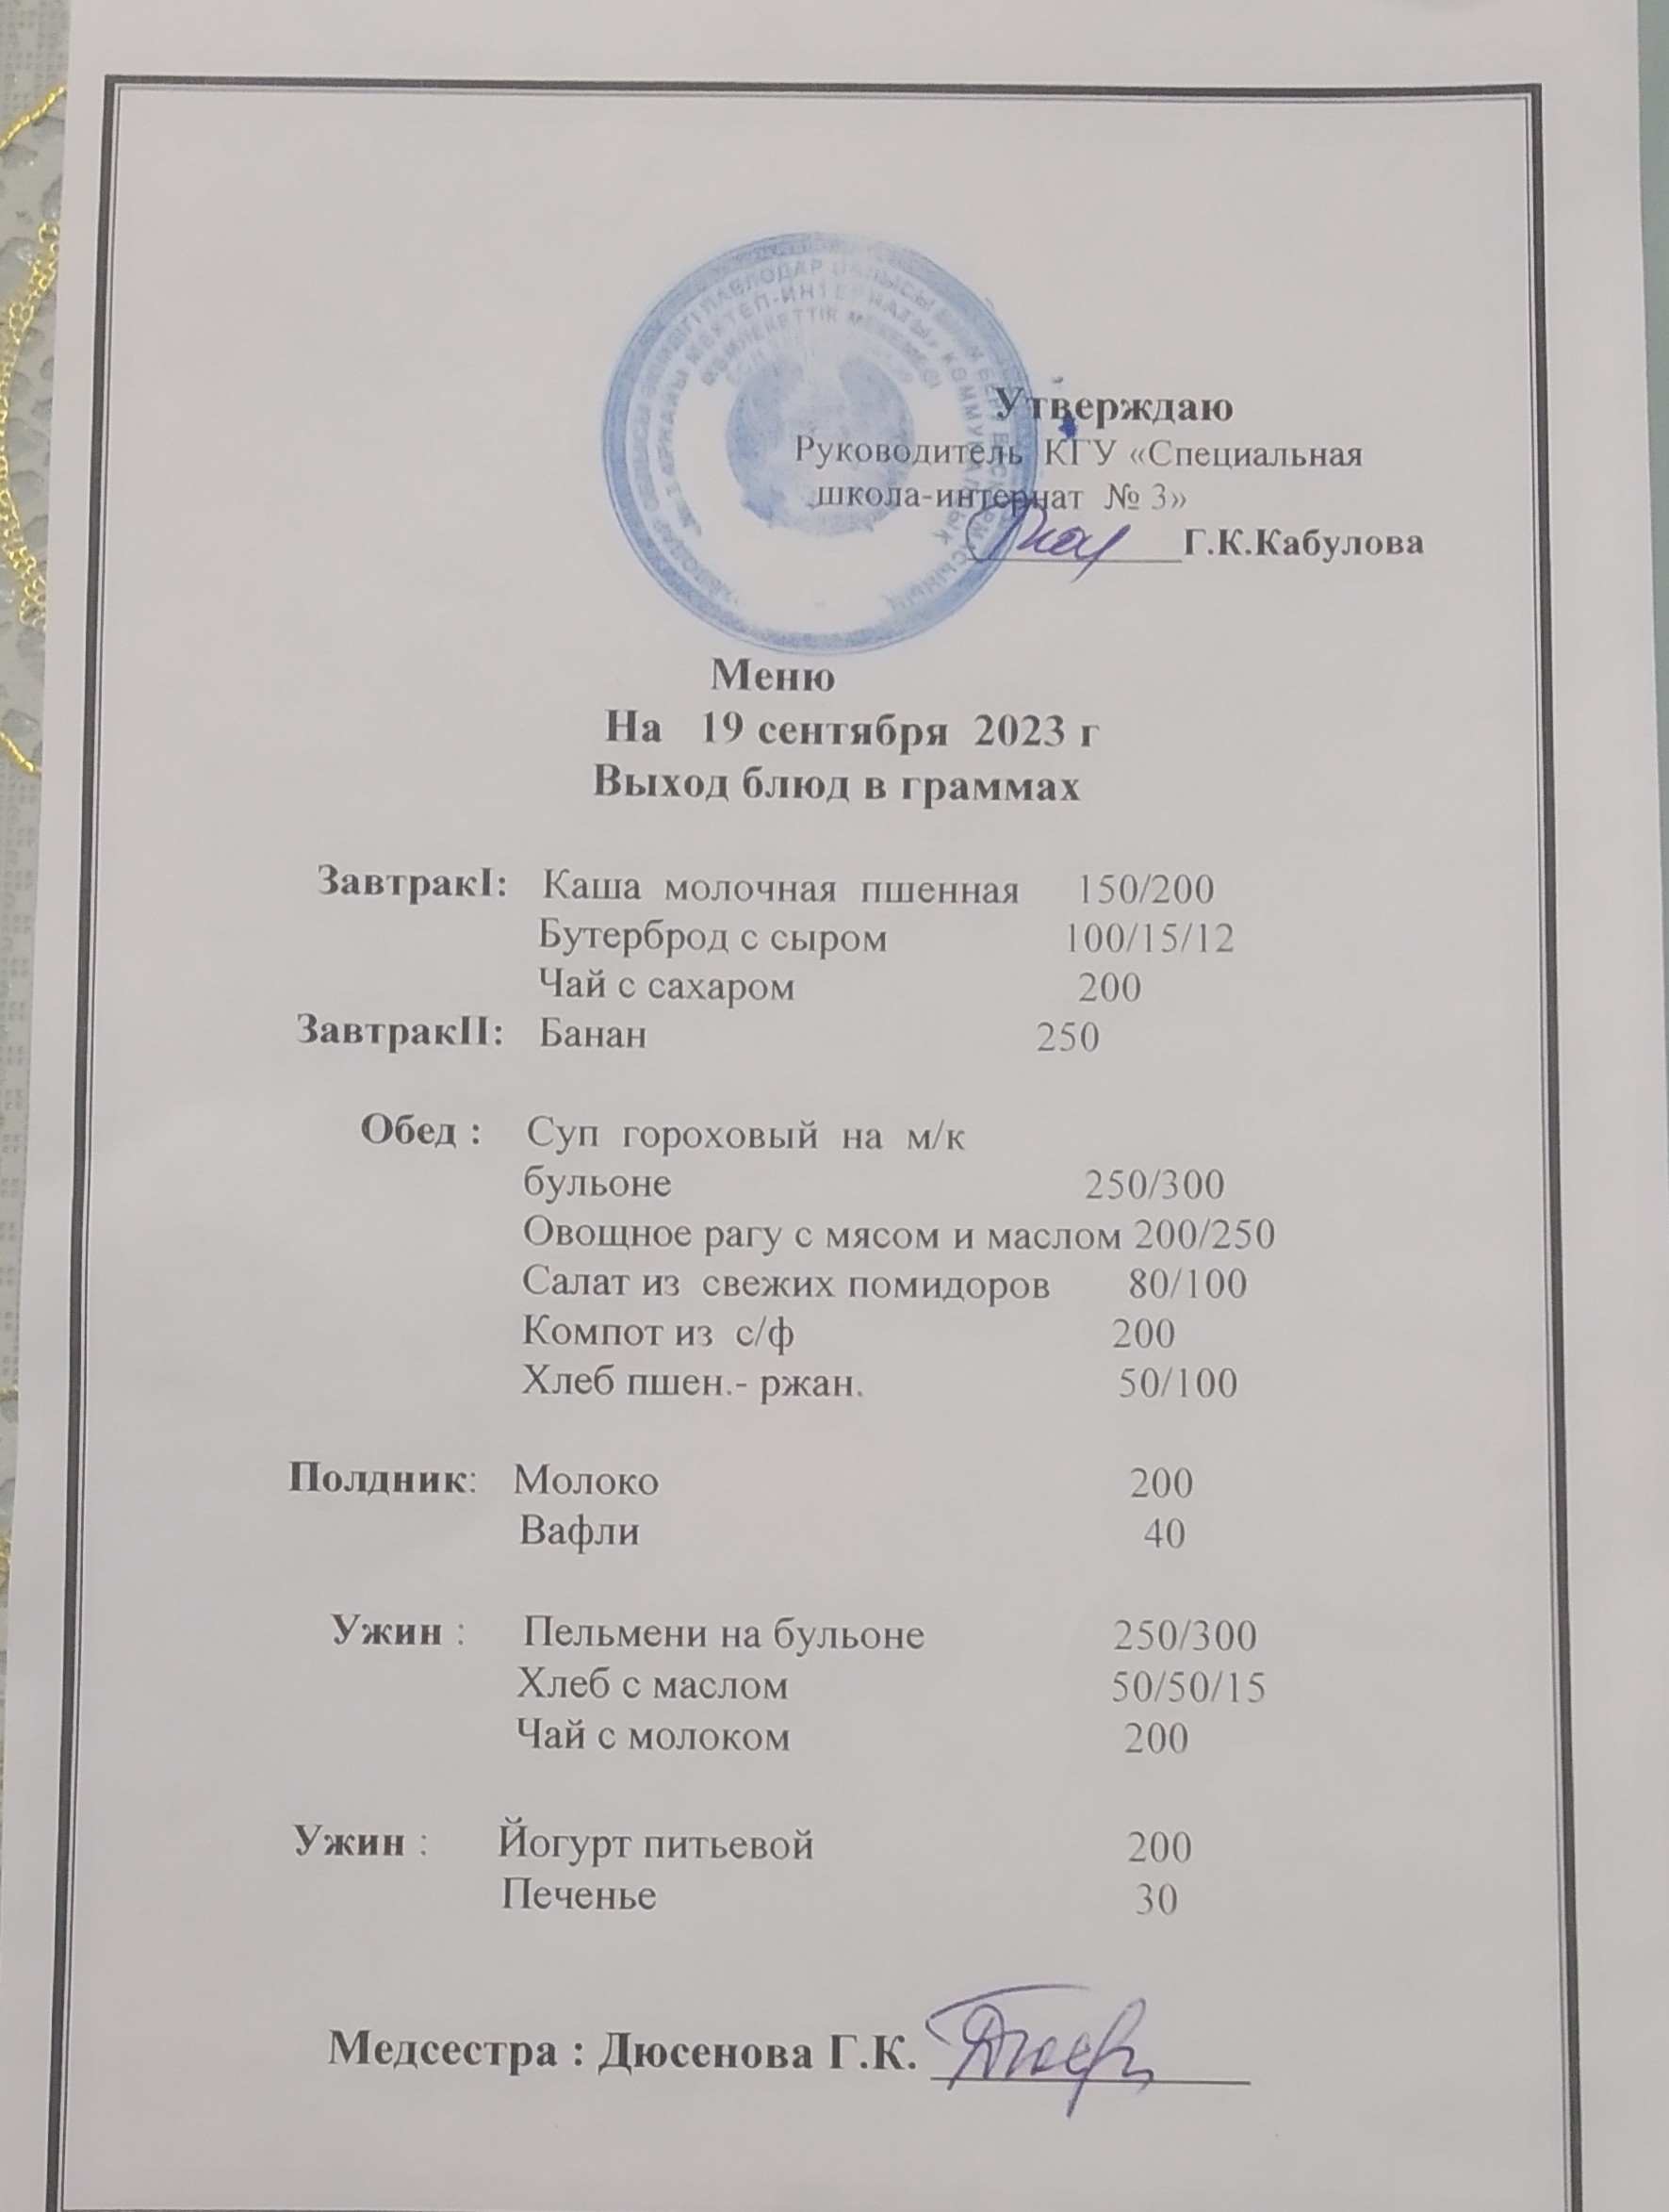 Утверждаю
Руководитель КГУ «Специальная
школа-интернат № 3»
Г.К.Кабулова
Меню
На 19 сентября 2023 г
Выход блюд в граммах
ЗавтракI: Каша молочная пшенная 150/200
Бутерброд с сыром 100/15/12
Чай с сахаром 200
ЗавтракII: Банан 250
Обед : Суп гороховый на м/к
бульоне 250/300
Овощное рагу с мясом и маслом 200/250
Салат из свежих помидоров 80/100
Компот из с/ф 200
Хлеб пшен.- ржан. 50/100
Полдник: Молоко 200
Вафли 40
Ужин : Пельмени на бульоне 250/300
Хлеб с маслом 50/50/15
Чай с молоком 200
Ужин : Йогурт питьевой 200
Печенье 30
Медсестра : Дюсенова Г.К.